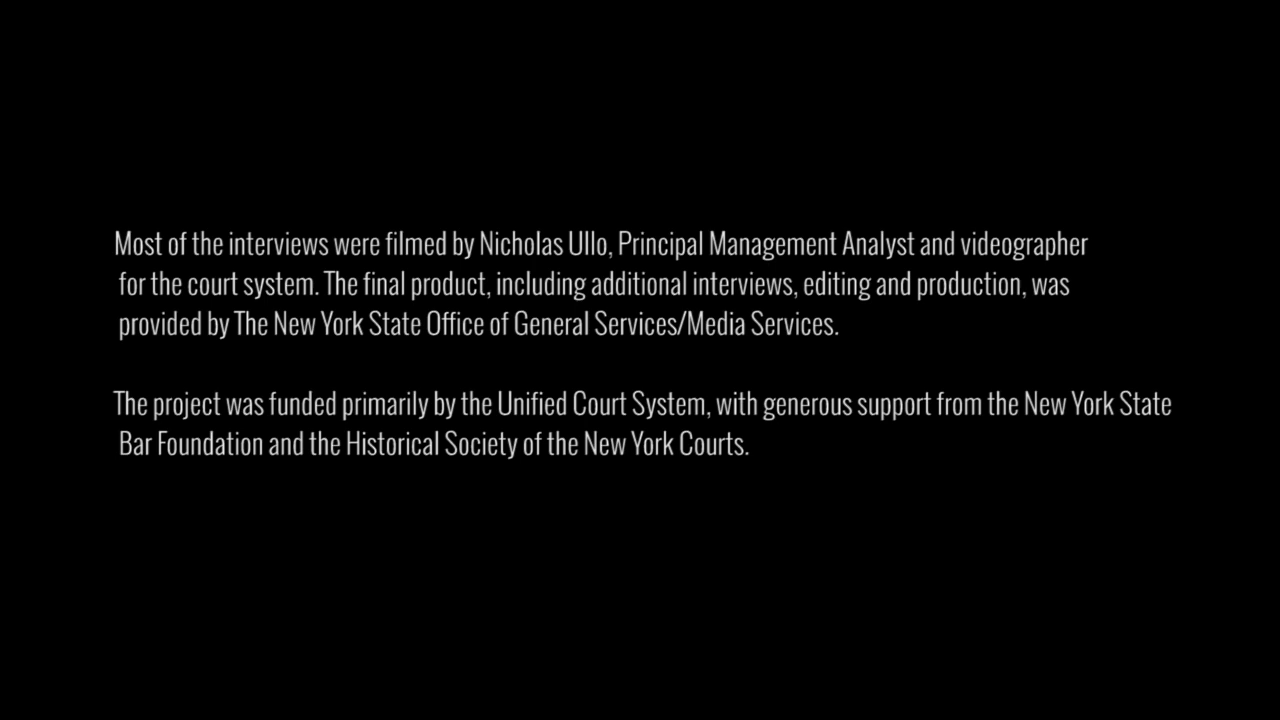 Most of the interviews were filmed by Nicholas Ullo, Principal Management Analyst and videographer
for the court system. The final product, including additional interviews, editing and production, was
provided by The New York State Office of General Services/Media Services.
The project was funded primarily by the Unified Court System, with generous support from the New York State
Bar Foundation and the Historical Society of the New York Courts.